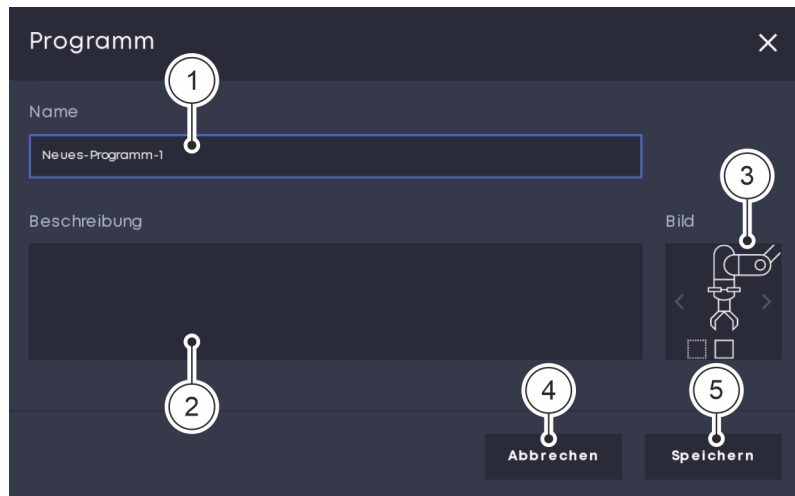 Programm
1
Name
Neues-Programm-1
3
Beschreibung
Bild
2
4
5
Abbrechen
Speichern